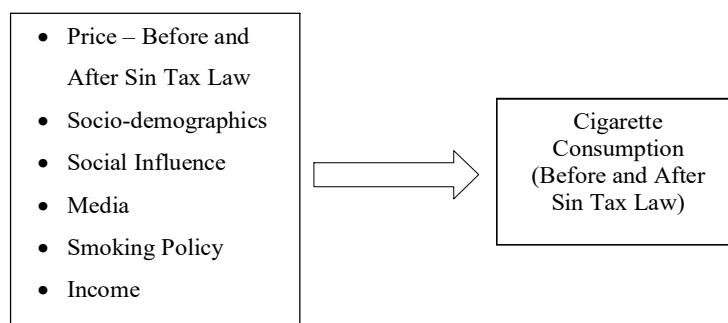 • Price – Before and
After Sin Tax Law
• Socio-demographics
• Social Influence
• Media
• Smoking Policy
• Income
Cigarette
Consumption
(Before and After
Sin Tax Law)